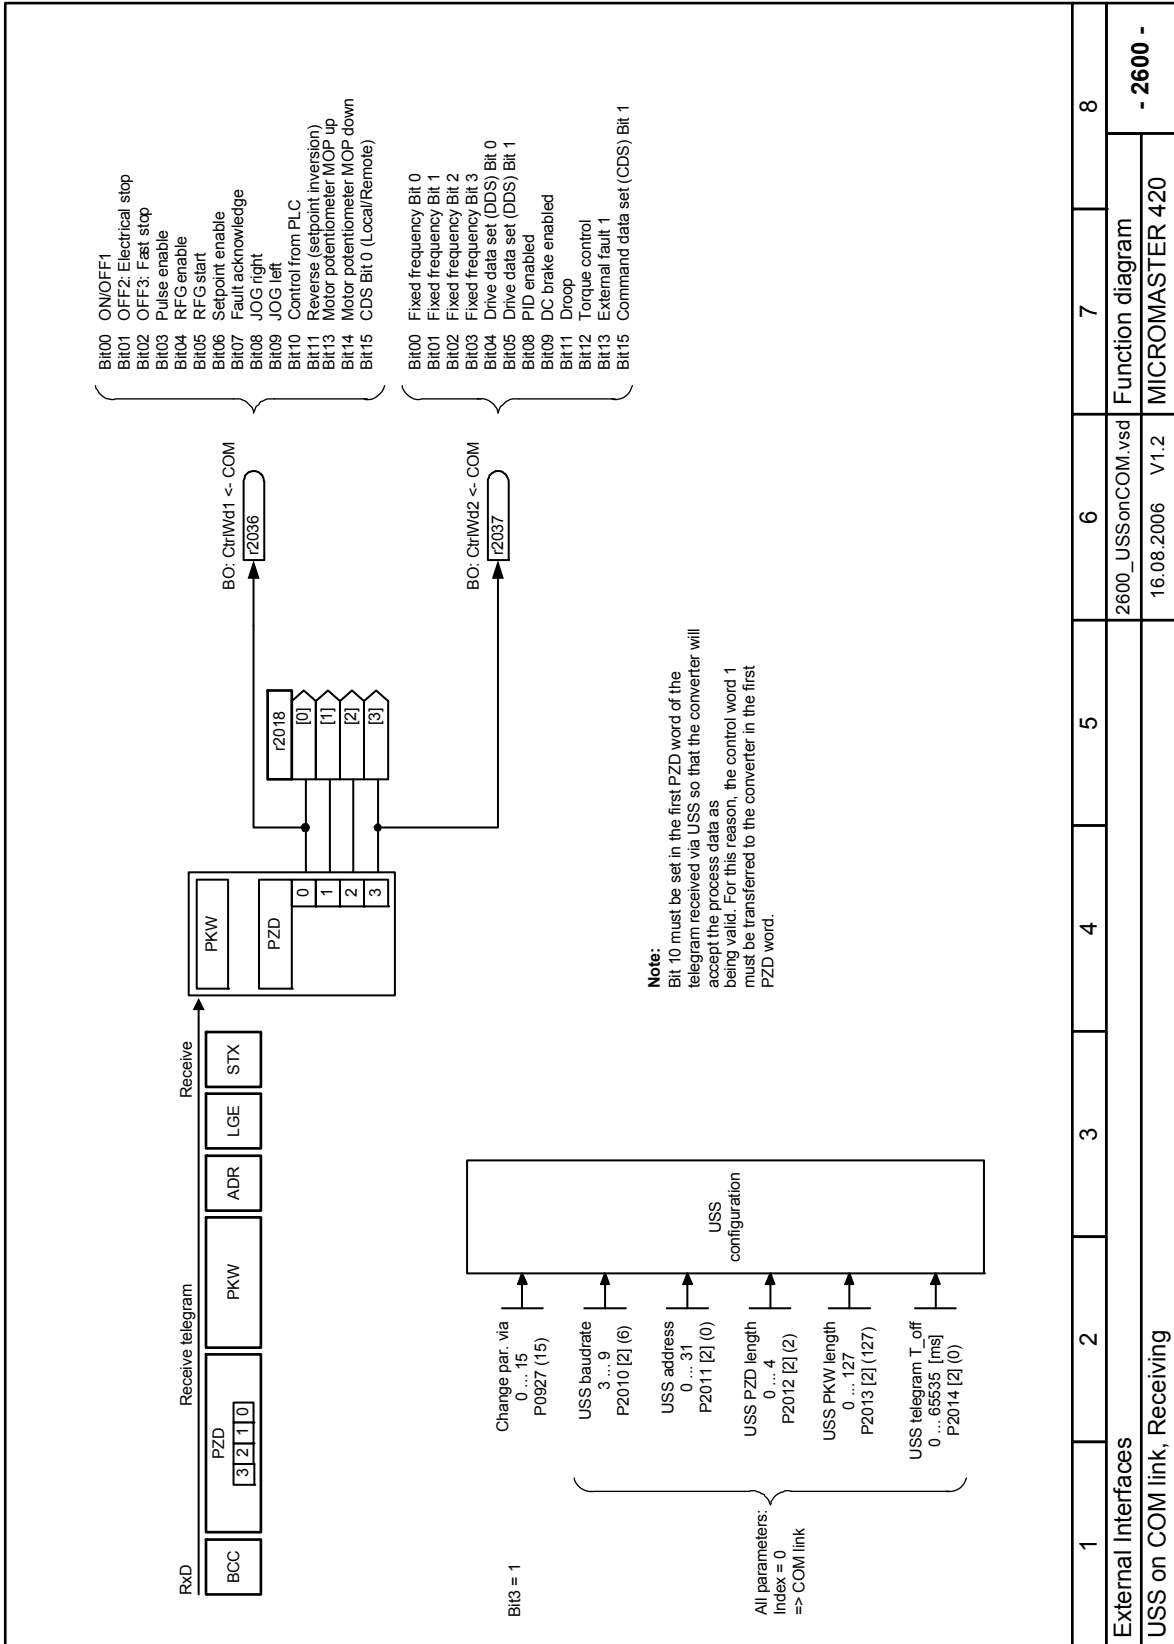 RxD
Receive telegram
Receive
BCC
PZD
3 2 1 0
PKW
ADR
LGE
STX
PKW
PZD
0
1
2
3
r2018
[0]
[1]
[2]
[3]
BO: CtrlWd1 <- COM
r2036
Bit00 ON/OFF1
Bit01 OFF2: Electrical stop
Bit02 OFF3: Fast stop
Bit03 Pulse enable
Bit04 RFG enable
Bit05 RFG start
Bit06 Setpoint enable
Bit07 Fault acknowledge
Bit08 JOG right
Bit09 JOG left
Bit10 Control from PLC
Bit11 Reverse (setpoint inversion)
Bit13 Motor potentiometer MOP up
Bit14 Motor potentiometer MOP down
Bit15 CDS Bit 0 (Local/Remote)
BO: CtrlWd2 <- COM
r2037
Bit00 Fixed frequency Bit 0
Bit01 Fixed frequency Bit 1
Bit02 Fixed frequency Bit 2
Bit03 Fixed frequency Bit 3
Bit04 Drive data set (DDS) Bit 0
Bit05 Drive data set (DDS) Bit 1
Bit08 PID enabled
Bit09 DC brake enabled
Bit11 Droop
Bit12 Torque control
Bit13 External fault 1
Bit15 Command data set (CDS) Bit 1
Bit3 = 1
Change par. via
0 ... 15
P0927 (15)
USS baudrate
3 ... 9
P2010 [2] (6)
USS address
0 ... 31
P2011 [2] (0)
USS PZD length
0 ... 4
P2012 [2] (2)
USS PKW length
0 ... 127
P2013 [2] (127)
USS telegram T_off
0 ... 65535 [ms]
P2014 [2] (0)
All parameters:
Index = 0
=> COM link
USS
configuration
Note:
Bit 10 must be set in the first PZD word of the
telegram received via USS so that the converter will
accept the process data as
being valid. For this reason, the control word 1
must be transferred to the converter in the first
PZD word.
1
2
3
4
5
6
7
8
External Interfaces
2600_USSonCOM.vsd
Function diagram
- 2600 -
USS on COM link, Receiving
16.08.2006 V1.2
MICROMASTER 420